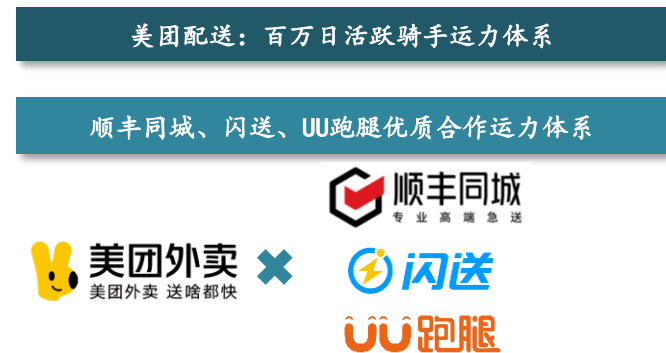 美团配送：百万日活跃骑手运力体系
顺丰同城、闪送、UU跑腿优质合作运力体系
顺丰同城
专业高端急送
美团外卖
美团外卖 送啥都快
闪送
UU跑腿